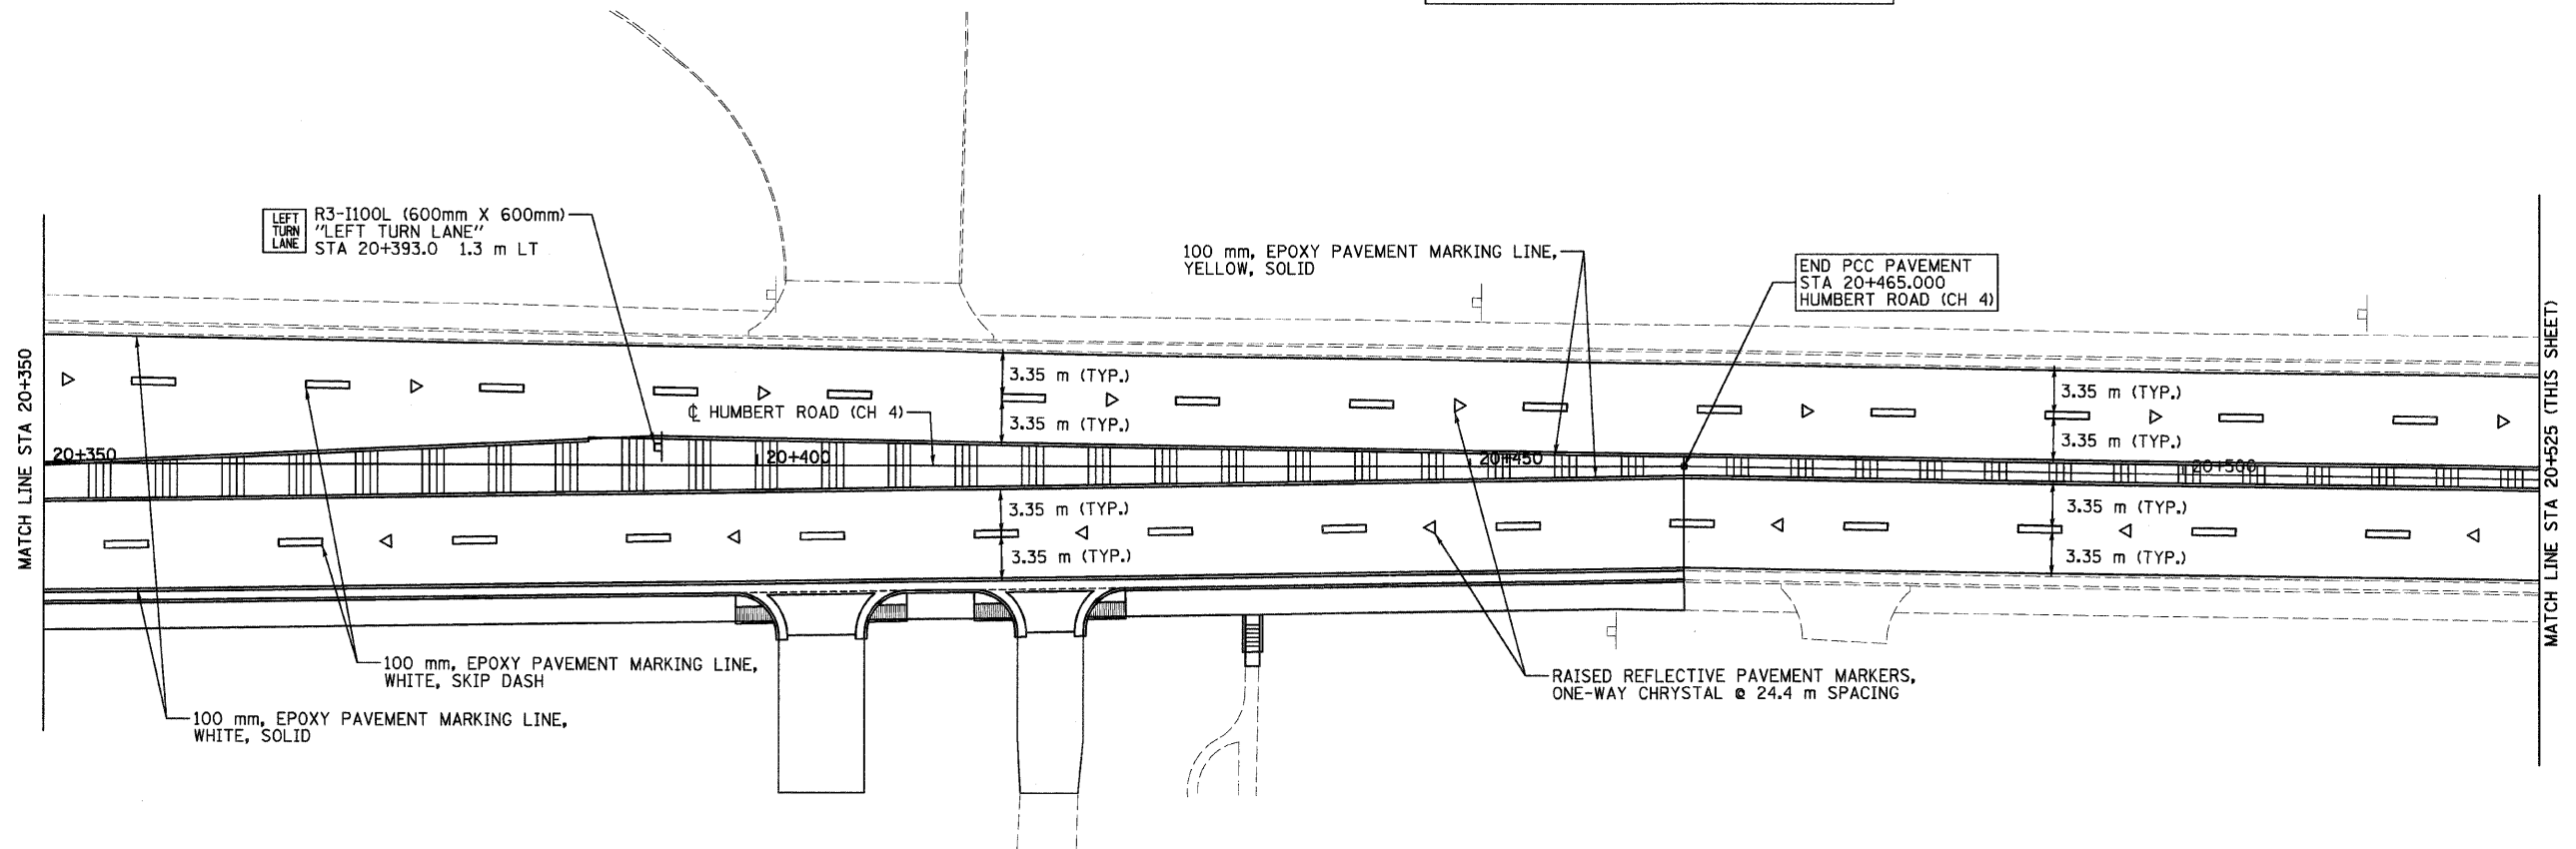 LEFT
TURN
LANE
R3-I100L (600mm X 600mm)
"LEFT TURN LANE"
STA 20+393.0 1.3 m LT
100 mm, EPOXY PAVEMENT MARKING LINE,
YELLOW, SOLID
END PCC PAVEMENT
STA 20+465.000
HUMBERT ROAD (CH 4)
MATCH LINE STA 20+350
MATCH LINE STA 20+525 (THIS SHEET)
3.35 m (TYP.)
3.35 m (TYP.)
℄ HUMBERT ROAD (CH 4)
3.35 m (TYP.)
3.35 m (TYP.)
20+350
20+400
20+450
20+500
3.35 m (TYP.)
3.35 m (TYP.)
3.35 m (TYP.)
3.35 m (TYP.)
100 mm, EPOXY PAVEMENT MARKING LINE,
WHITE, SKIP DASH
RAISED REFLECTIVE PAVEMENT MARKERS,
ONE-WAY CHRYSTAL @ 24.4 m SPACING
100 mm, EPOXY PAVEMENT MARKING LINE,
WHITE, SOLID